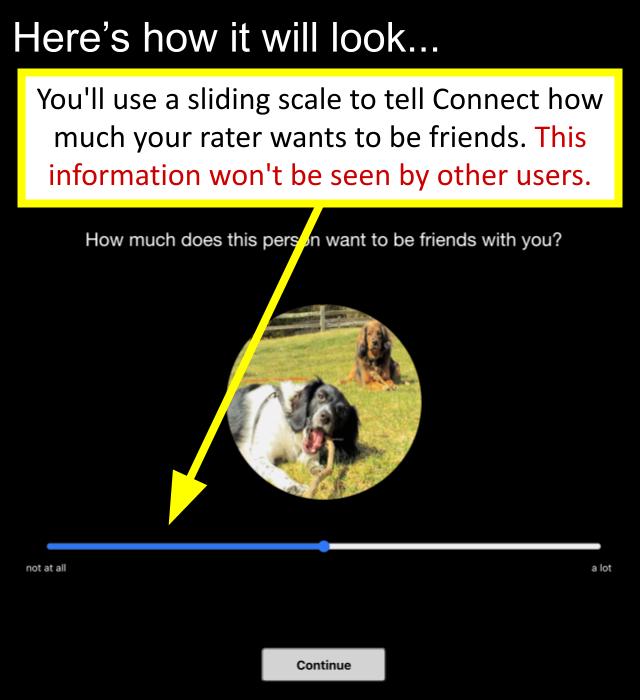 Here’s how it will look...
You'll use a sliding scale to tell Connect how
much your rater wants to be friends. This
information won't be seen by other users.
How much does this person want to be friends with you?
not at all
a lot
Continue